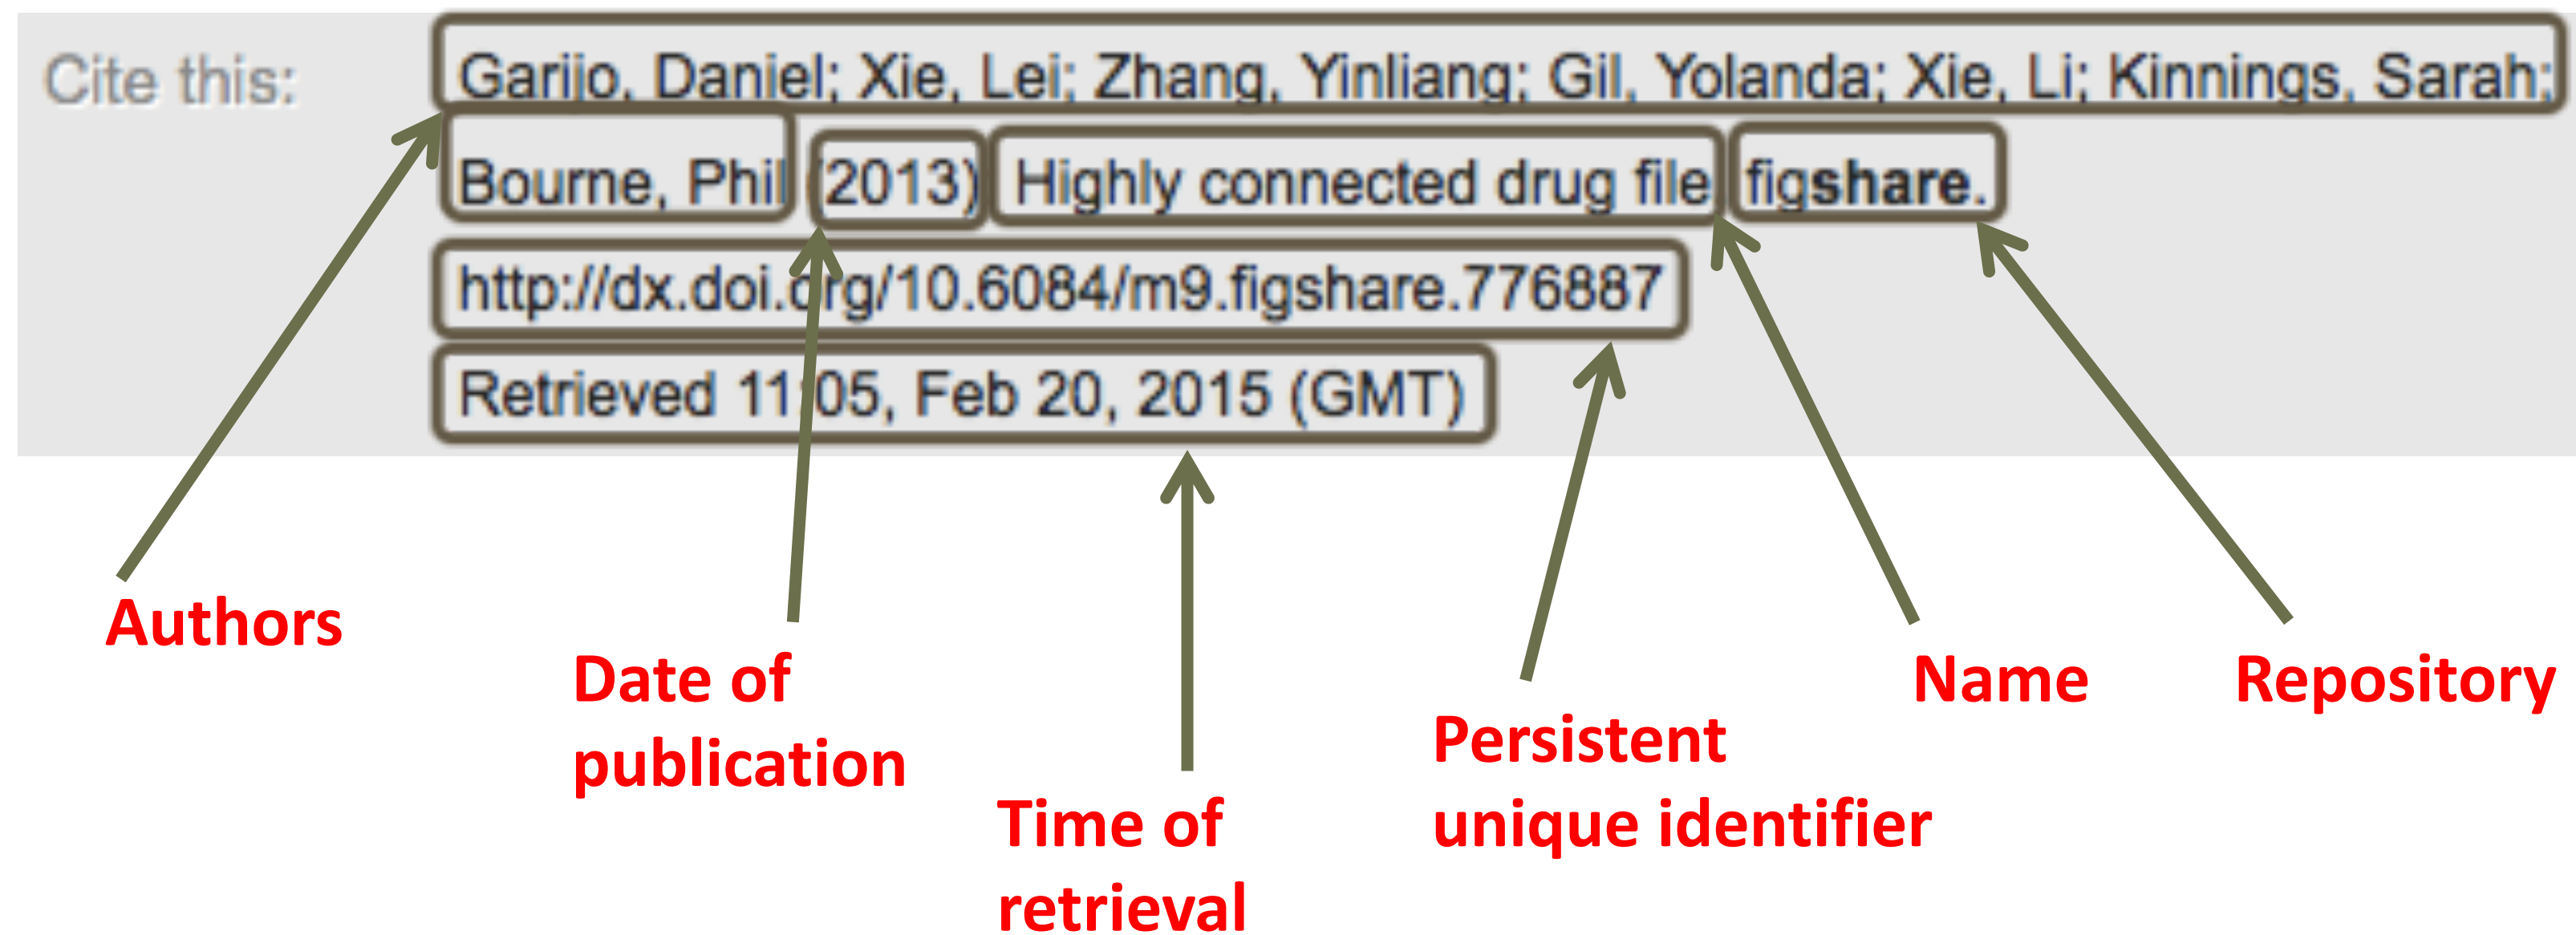 Cite this:
Garijo, Daniel; Xie, Lei; Zhang, Yinliang; Gil, Yolanda; Xie, Li; Kinnings, Sarah;
Bourne, Phil (2013) Highly connected drug file figshare.
http://dx.doi.org/10.6084/m9.figshare.776887
Retrieved 11:05, Feb 20, 2015 (GMT)
Authors
Date of
publication
Time of
retrieval
Persistent
unique identifier
Name
Repository